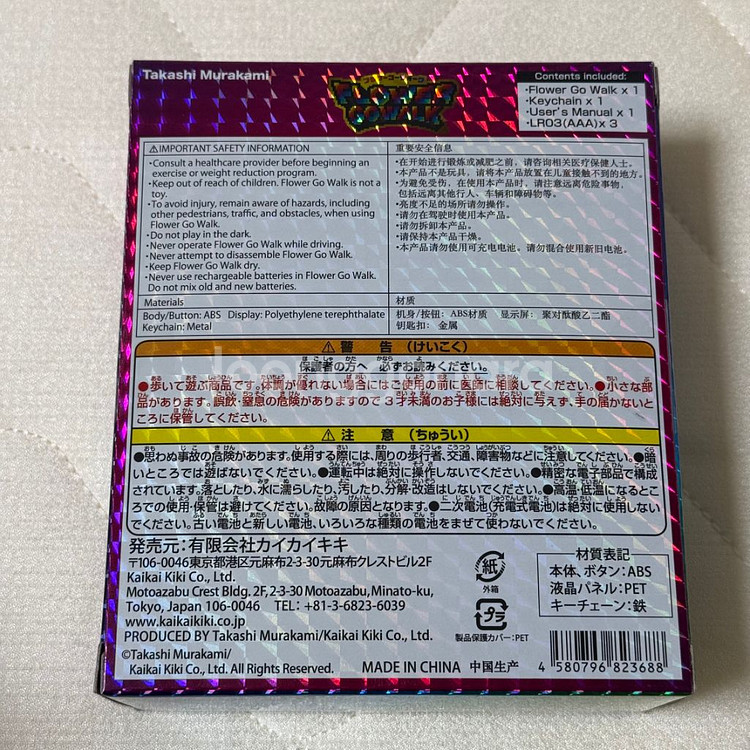 Takashi Murakami
フラワーゴーウォーク
FLOWER
GO WALK
Contents included:
・Flower Go Walk x 1
・Keychain x 1
・User's Manual x 1
・LR03(AAA)x 3
⚠IMPORTANT SAFETY INFORMATION
・Consult a healthcare provider before beginning an
exercise or weight reduction program.
・Keep out of reach of children. Flower Go Walk is not a
toy.
・To avoid injury, remain aware of hazards, including
other pedestrians, traffic, and obstacles, when using
Flower Go Walk.
・Do not play in the dark.
・Never operate Flower Go Walk while driving.
・Never attempt to disassemble Flower Go Walk.
・Keep Flower Go Walk dry.
・Never use rechargeable batteries in Flower Go Walk.
Do not mix old and new batteries.
重要安全信息
・在开始进行锻炼或减肥之前，请咨询相关医疗保健人士。
・本产品不是玩具，请将本产品放置在儿童接触不到的地方。
・为避免受伤，在使用本产品时，请注意远离危险事物，
包括远离其他行人、车辆和障碍物等。
・亮度不足的场所请勿操作。
・请勿在驾驶时使用本产品。
・请勿拆卸本产品。
・请保持本产品干燥。
・本产品请勿使用可充电电池。请勿混合使用新旧电池。
Materials
Body/Button: ABS Display: Polyethylene terephthalate
Keychain: Metal
材质
机身/按钮：ABS材质 显示屏：聚对酞酸乙二酯
钥匙扣：金属
⚠警 告（けいこく）
保護者の方へ 必ずお読みください。
●歩いて遊ぶ商品です。体調が優れない場合にはご使用の前に医師に相談してください。●小さな部
品があります。誤飲・窒息の危険がありますので3才未満のお子様には絶対に与えず、手の届かないところ
に保管してください。
⚠注 意（ちゅうい）
●思わぬ事故の危険があります。使用する際には、周りの歩行者、交通、障害物などに注意してください。●暗
いところでは遊ばないでください。●運転中は絶対に操作しないでください。●精密な電子部品で構成
されています。落としたり、水に濡らしたり、汚したり、分解・改造はしないでください。●高温・低温になるところ
での使用・保管は避けてください。故障の原因となります。●二次電池(充電式電池)は絶対に使用しない
でください。古い電池と新しい電池、いろいろな種類の電池をまぜて使わないでください。
発売元：有限会社カイカイキキ
〒106-0046東京都港区元麻布2-3-30元麻布クレストビル2F
Kaikai Kiki Co., Ltd.
Motoazabu Crest Bldg. 2F, 2-3-30 Motoazabu, Minato-ku,
Tokyo, Japan 106-0046 TEL: +81-3-6823-6039
www.kaikaikiki.co.jp
PRODUCED BY Takashi Murakami/Kaikai Kiki Co., Ltd.
©Takashi Murakami/
Kaikai Kiki Co., Ltd. All Rights Reserved.
MADE IN CHINA 中国生产
紙
外箱
プラ
製品保護カバー：PET
材質表記
本体、ボタン：ABS
液晶パネル：PET
キーチェーン：鉄
4 580796 823688